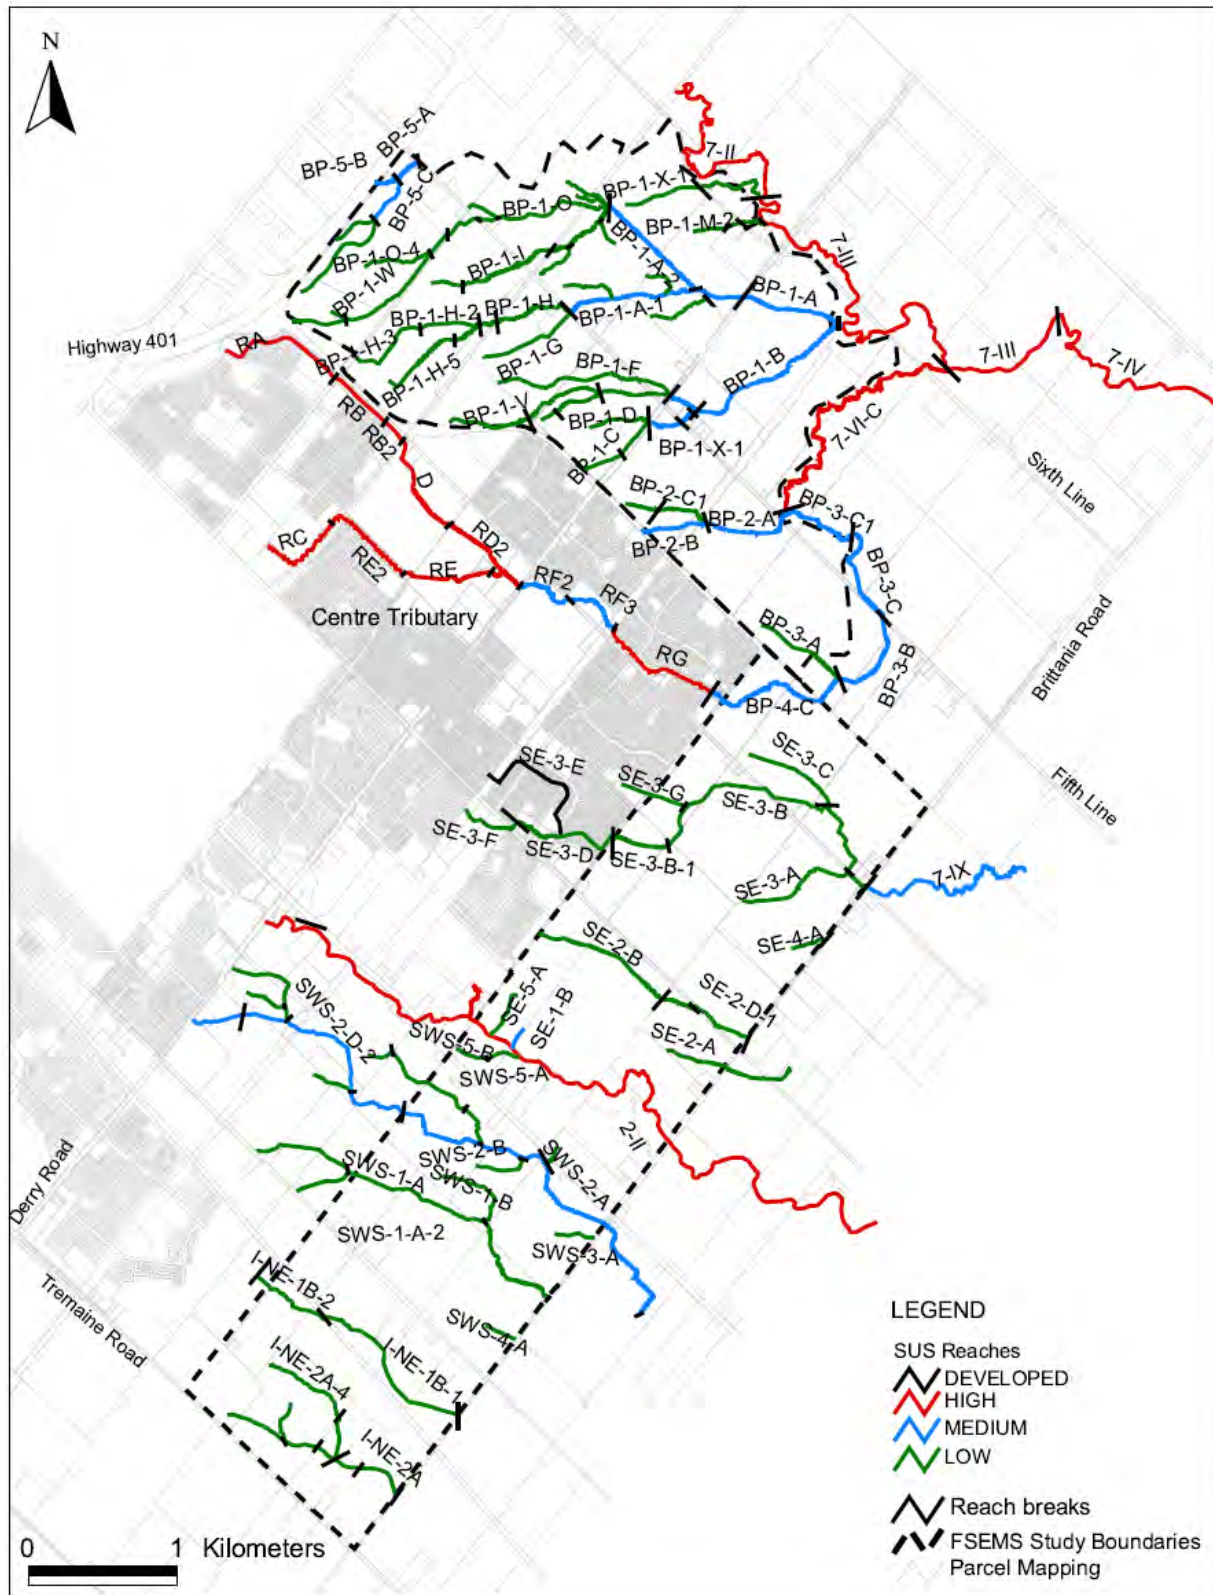 N
BP-5-A
BP-5-B
BP-5-C
7-II
BP-1-X-1
BP-1-O
BP-1-M-2
BP-1-O-4
BP-1-I
BP-1-A-2
7-III
BP-1-W
BP-1-A
BP-1-H-2
BP-1-H
BP-1-A-1
Highway 401
RA
BP-1-H-3
BP-1-H-5
BP-1-G
BP-1-F
BP-1-B
7-III
7-IV
RB
BP-1-V
BP-1-D
7-VI-C
RB2
BP-1-C
BP-1-X-1
Sixth Line
D
BP-2-C1
BP-2-A
BP-3-C1
RC
RD2
BP-2-B
RE2
RE
RF2
RF3
BP-3-C
Centre Tributary
BP-3-A
Brittania Road
RG
BP-3-B
BP-4-C
SE-3-E
SE-3-C
SE-3-G
SE-3-B
Fifth Line
SE-3-F
SE-3-D
SE-3-B-1
SE-3-A
7-IX
SE-2-B
SE-4-A
SE-5-A
SE-1-B
SE-2-D-1
SWS-2-D-2
SWS-5-B
SE-2-A
SWS-5-A
2-II
SWS-2-B
SWS-2-A
Derry Road
SWS-1-A
SWS-1-B
SWS-1-A-2
SWS-3-A
I-NE-1B-2
Tremaine Road
SWS-4-A
I-NE-2A-4
I-NE-1B-1
I-NE-2A
LEGEND
SUS Reaches
DEVELOPED
HIGH
MEDIUM
LOW
Reach breaks
FSEMS Study Boundaries
Parcel Mapping
0 1 Kilometers